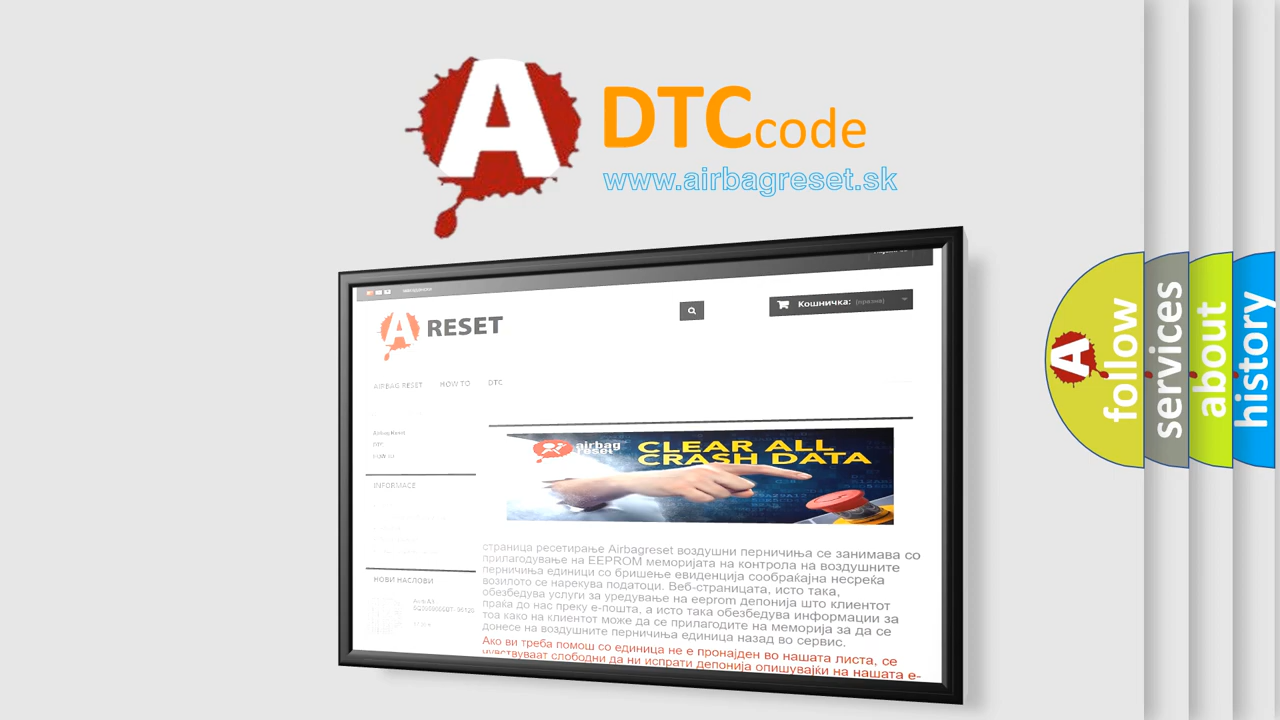 A
DTC code
www.airbagreset.sk
A RESET
Кошничка: (празна)
AIRBAG RESET HOW TO DTC
Airbag Reset
DTC
INFORMACE
НОВИ НАСЛОВИ
airbag
reset
CLEAR ALL
CRASH DATA
страница ресетирање Airbagreset воздушни перничиња се занимава со
прилагодување на EEPROM меморијата на контрола на воздушните
перничиња единици со бришење евиденција сообраќајна несреќа
возилото се нарекува податоци. Веб-страницата, исто така,
обезбедува услуги за уредување на eeprom депонија што клиентот
праќа до нас преку е-пошта, а исто така обезбедува информации за
тоа како на клиентот може да се прилагодите на меморија за да се
донесе на воздушните перничиња единица назад во сервис.
Ако ви треба помош со единица не е пронајден во нашата листа, се
чувствуваат слободни да ни испрати депонија опишувајќи на нашата е-
A
follow
services
about
history